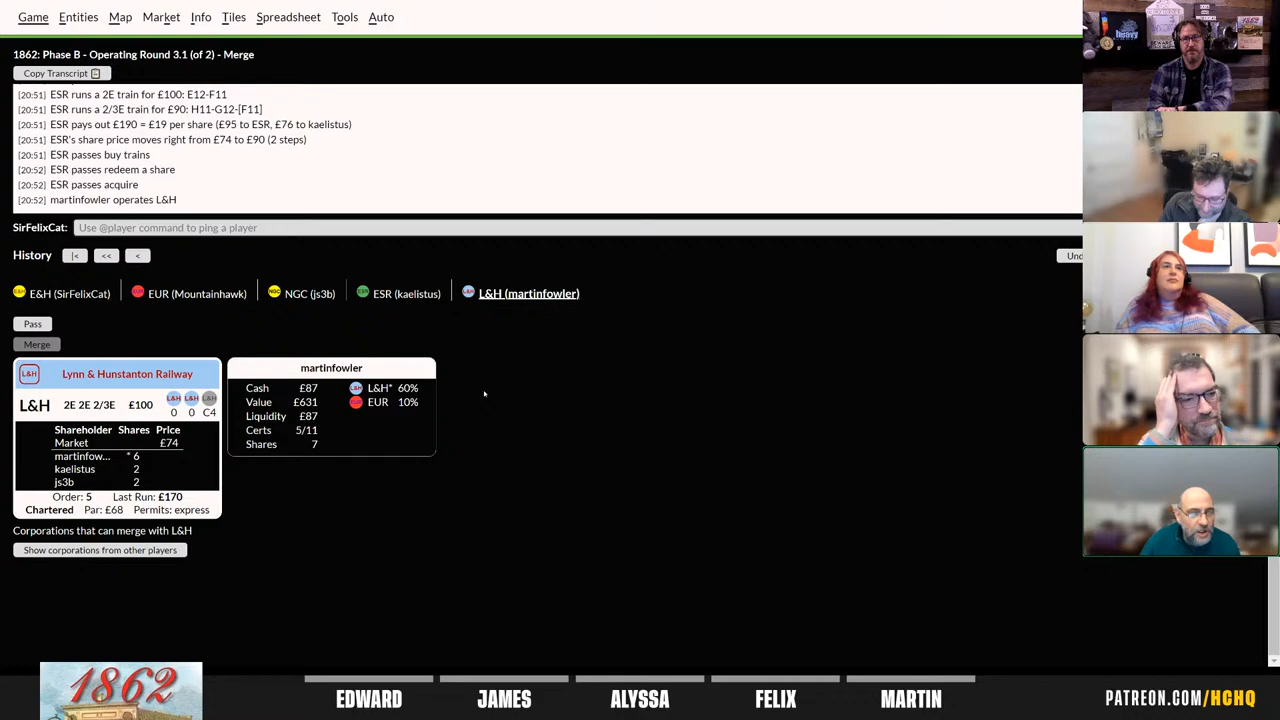 Game Entities Map Market Info Tiles Spreadsheet Tools Auto
1862: Phase B - Operating Round 3.1 (of 2) - Merge
Copy Transcript
[20:51] ESR runs a 2E train for £100: E12-F11
[20:51] ESR runs a 2/3E train for £90: H11-G12-[F11]
[20:51] ESR pays out £190 = £19 per share (£95 to ESR, £76 to kaelistus)
[20:51] ESR's share price moves right from £74 to £90 (2 steps)
[20:51] ESR passes buy trains
[20:52] ESR passes redeem a share
[20:52] ESR passes acquire
[20:52] martinfowler operates L&H
SirFelixCat: Use @player command to ping a player
History |< << < Und
E&H (SirFelixCat) EUR (Mountainhawk) NGC (js3b) ESR (kaelistus) L&H (martinfowler)
Pass
Merge
L&H Lynn & Hunstanton Railway
L&H 2E 2E 2/3E £100 L&H L&H L&H
0 0 C4
Shareholder Shares Price
Market £74
martinfow... * 6
kaelistus 2
js3b 2
Order: 5 Last Run: £170
Chartered Par: £68 Permits: express
martinfowler
Cash £87 L&H* 60%
Value £631 EUR 10%
Liquidity £87
Certs 5/11
Shares 7
Corporations that can merge with L&H
Show corporations from other players
1862
EDWARD JAMES ALYSSA FELIX MARTIN
PATREON.COM/HCHQ